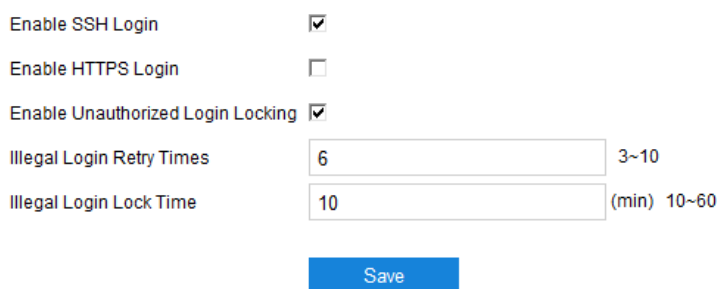 Enable SSH Login
Enable HTTPS Login
Enable Unauthorized Login Locking
Illegal Login Retry Times 6 3~10
Illegal Login Lock Time 10 (min) 10~60
Save